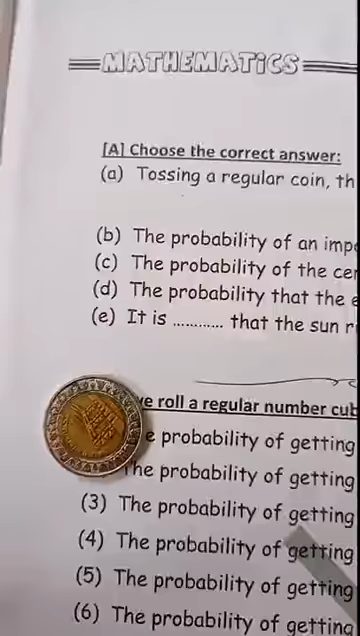 MATHEMATICS
[A] Choose the correct answer:
(a) Tossing a regular coin, th
(b) The probability of an imp
(c) The probability of the cer
(d) The probability that the
(e) It is ............ that the sun r
we roll a regular number cub
e probability of getting
The probability of getting
(3) The probability of getting
(4) The probability of getting
(5) The probability of getting
(6) The probability of getting